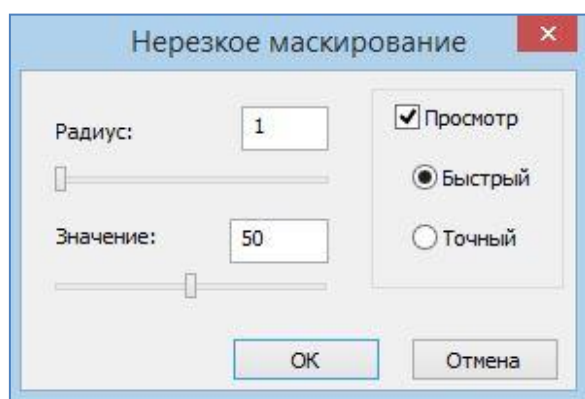 Нерезкое маскирование
Радиус: 1
Просмотр
Быстрый
Значение: 50
Точный
OK Отмена